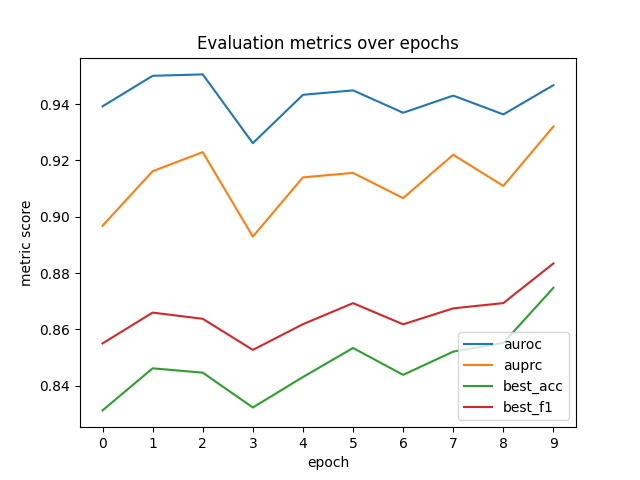 Evaluation metrics over epochs
metric score
0.94
0.92
0.90
0.88
0.86
0.84
auroc
auprc
best_acc
best_f1
0 1 2 3 4 5 6 7 8 9
epoch